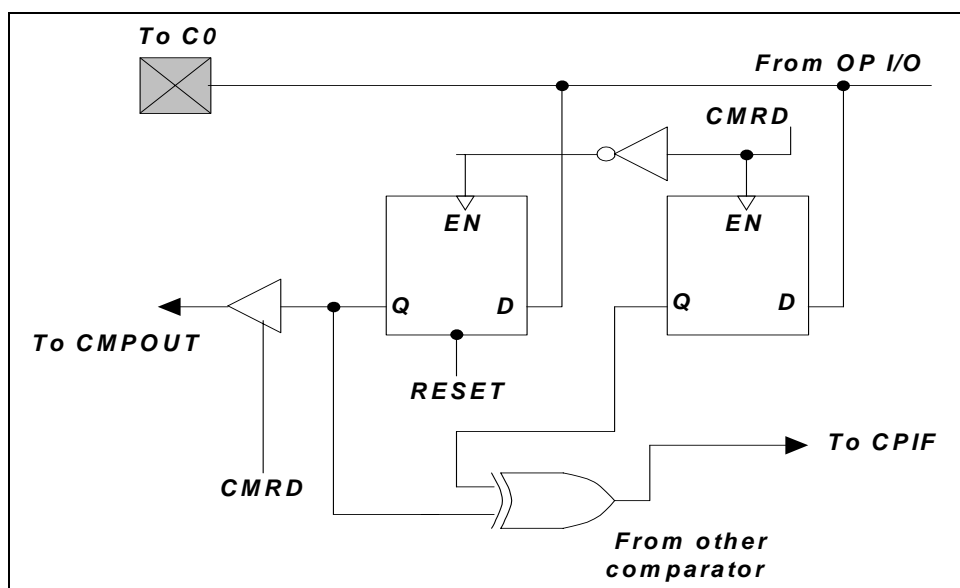 To C0
From OP I/O
CMRD
EN
EN
Q
D
Q
D
To CMPOUT
RESET
To CPIF
CMRD
From other
comparator